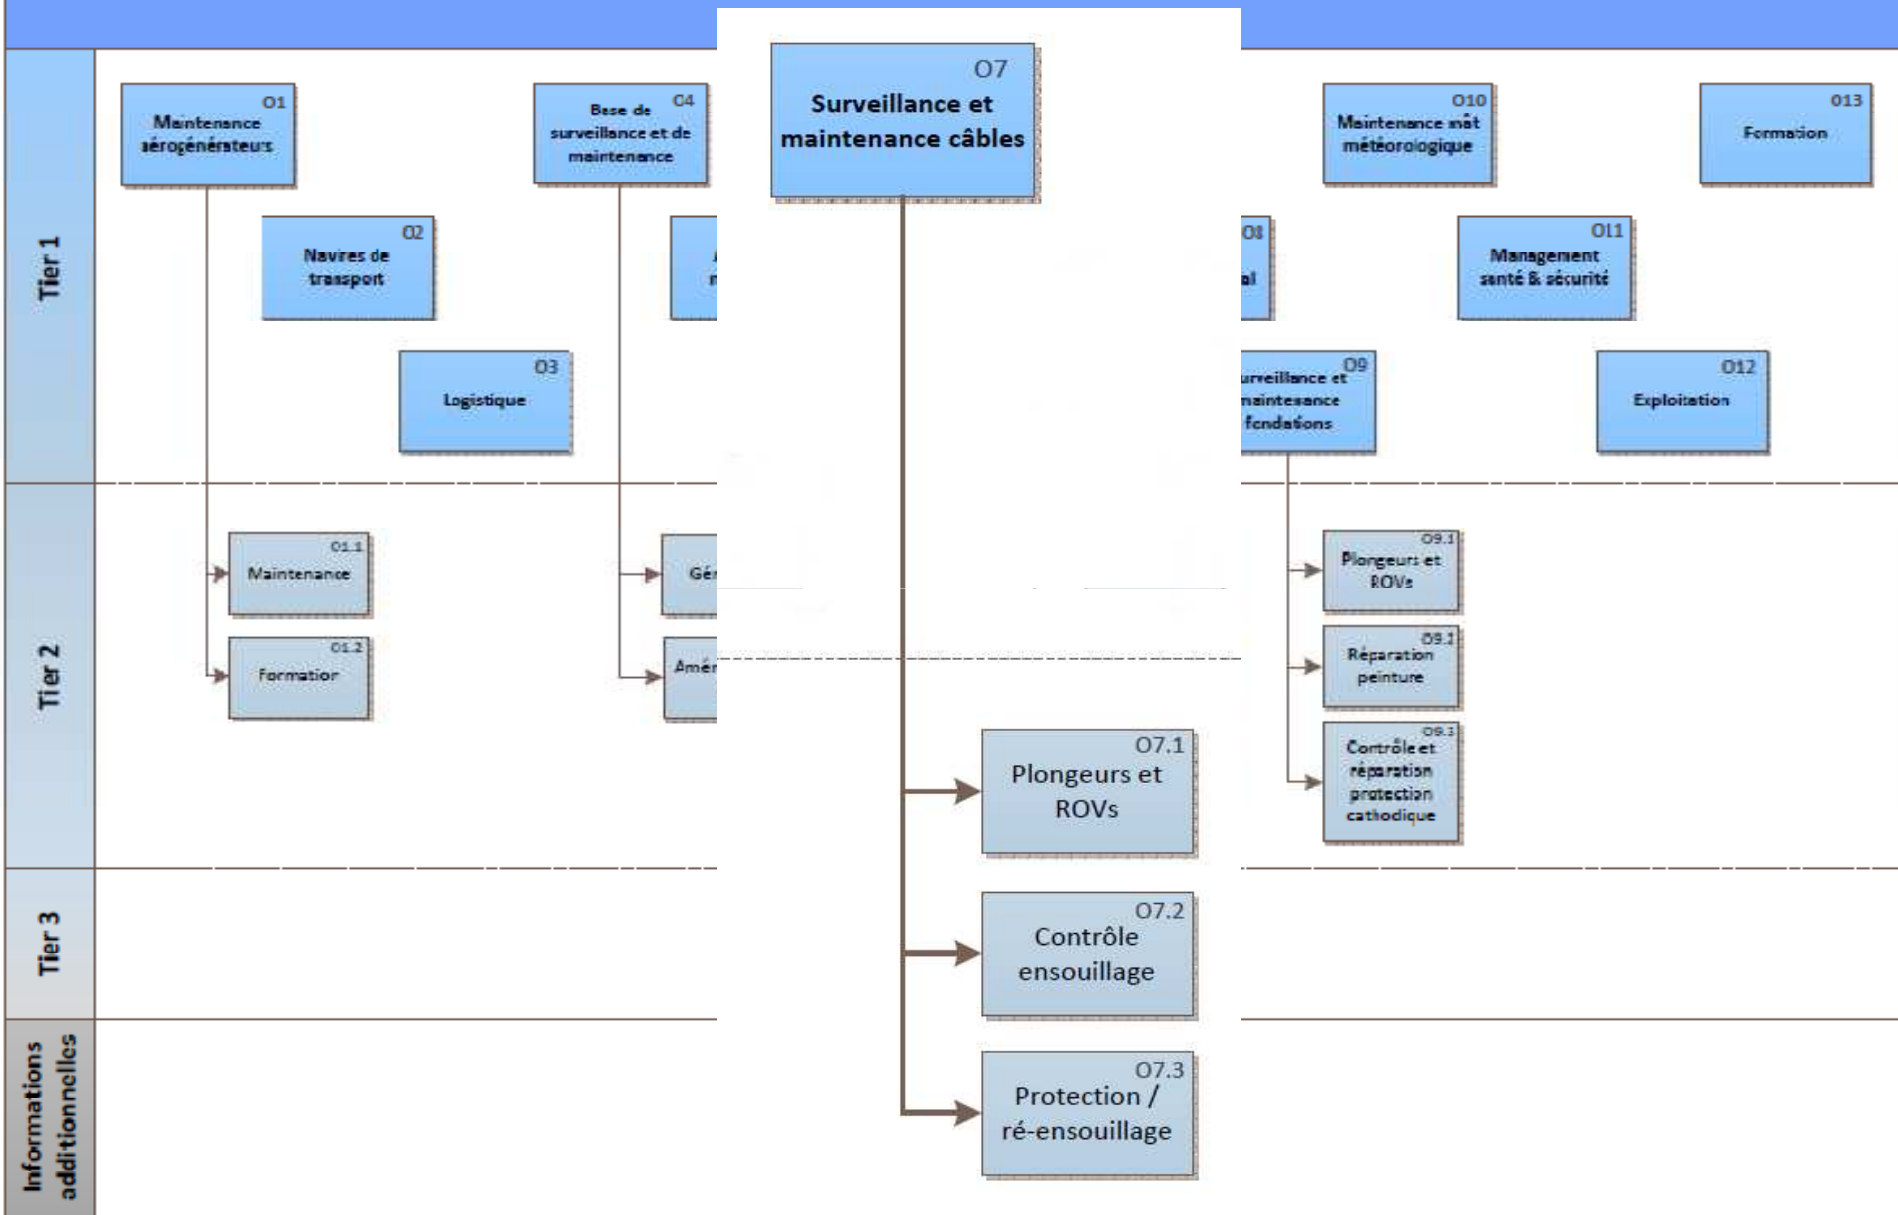 Tier 1
O1
Maintenance
aérogénérateurs
O2
Navires de
transport
O3
Logistique
O4
Base de
surveillance et de
maintenance
O7
Surveillance et
maintenance câbles
O8
O9
maintenance
fondations
O10
Maintenance mât
météorologique
O11
Management
santé & sécurité
O12
Exploitation
O13
Formation
Tier 2
O1.1
Maintenance
O1.2
Formation
O7.1
Plongeurs et
ROVs
O7.2
Contrôle
ensouillage
O7.3
Protection /
ré-ensouillage
O9.1
Plongeurs et
ROVs
O9.2
Réparation
peinture
O9.3
Contrôle et
réparation
protection
cathodique
Tier 3
Informations
additionnelles